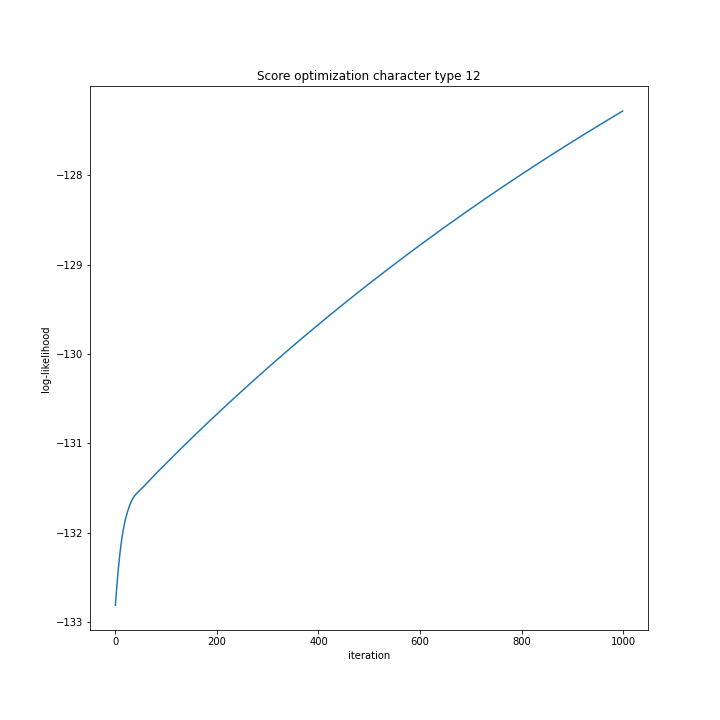 Score optimization character type 12
−128
−129
−130
−131
−132
−133
log-likelihood
0 200 400 600 800 1000
iteration